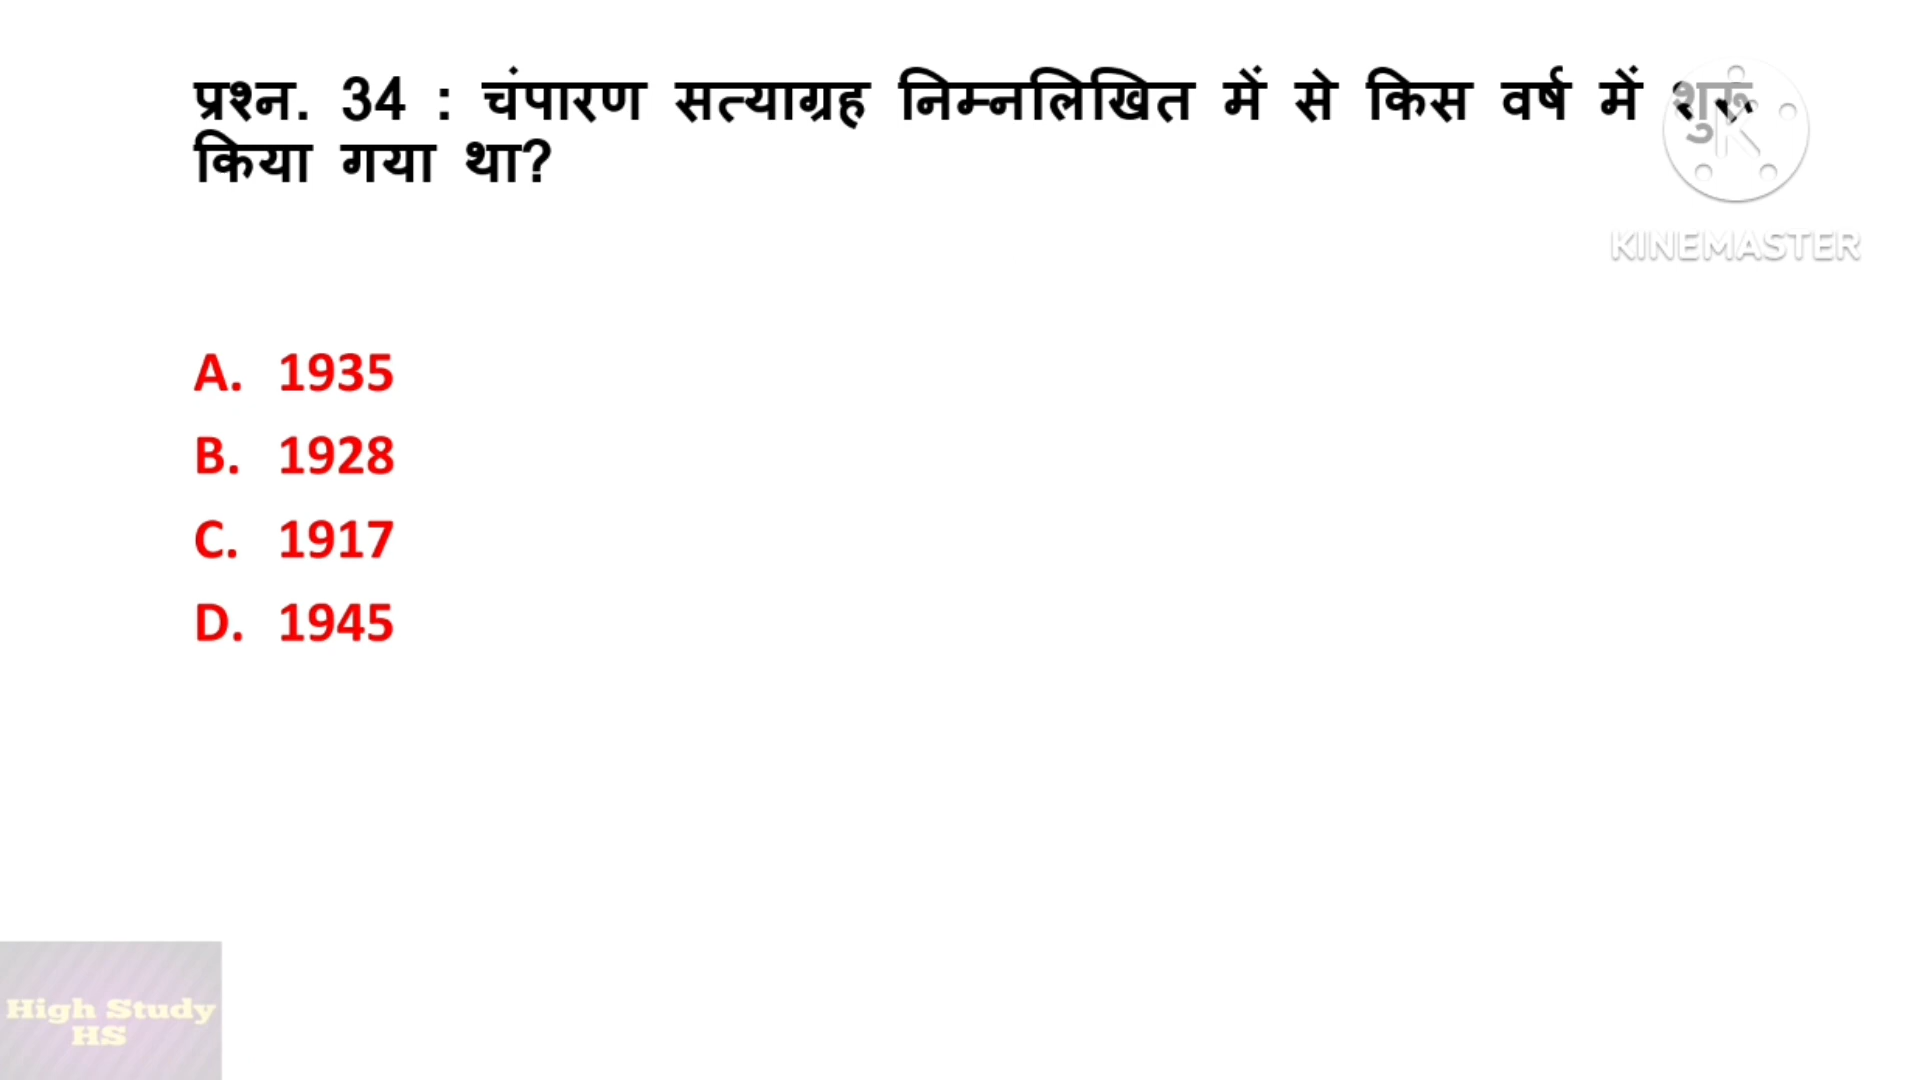 प्रश्न. 34 : चंपारण सत्याग्रह निम्नलिखित में से किस वर्ष में शुरू
किया गया था?
KINEMASTER
A. 1935
B. 1928
C. 1917
D. 1945
High Study
HS